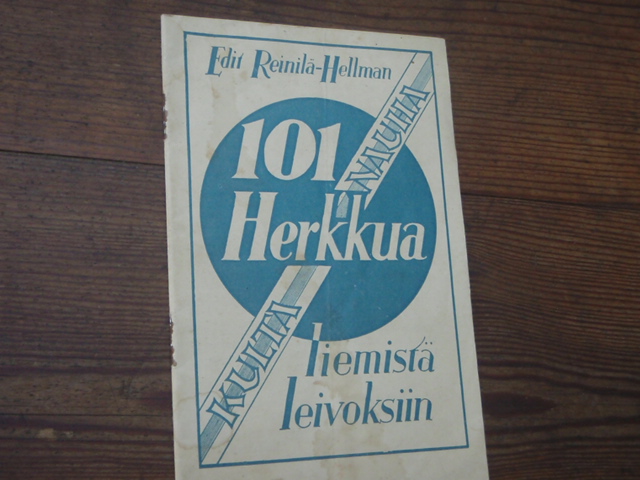 Edit Reinilä-Hellman
101
Herkkua
KULTA
NAUHA
liemistä
leivoksiin